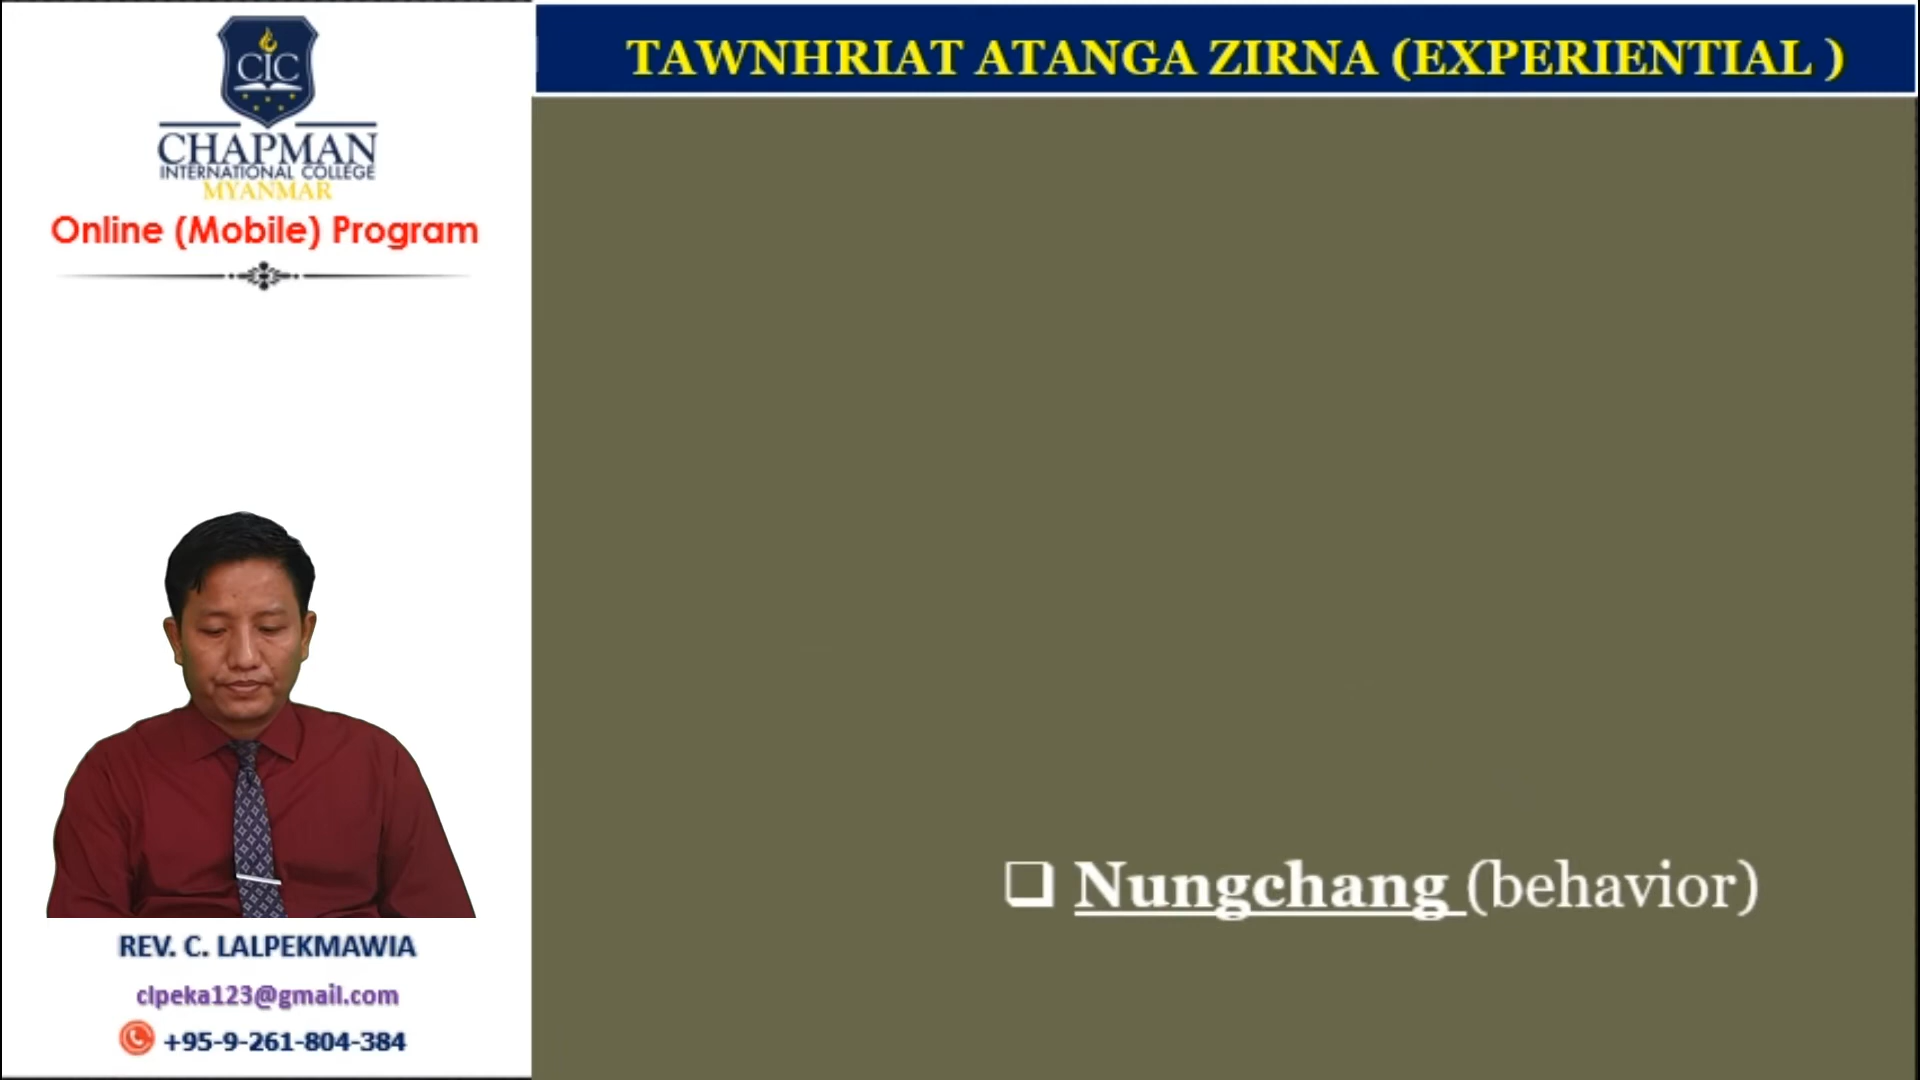 CIC
CHAPMAN
INTERNATIONAL COLLEGE
MYANMAR
Online (Mobile) Program
REV. C. LALPEKMAWIA
clpeka123@gmail.com
+95-9-261-804-384
TAWNHRIAT ATANGA ZIRNA (EXPERIENTIAL )
❑ Nungchang (behavior)